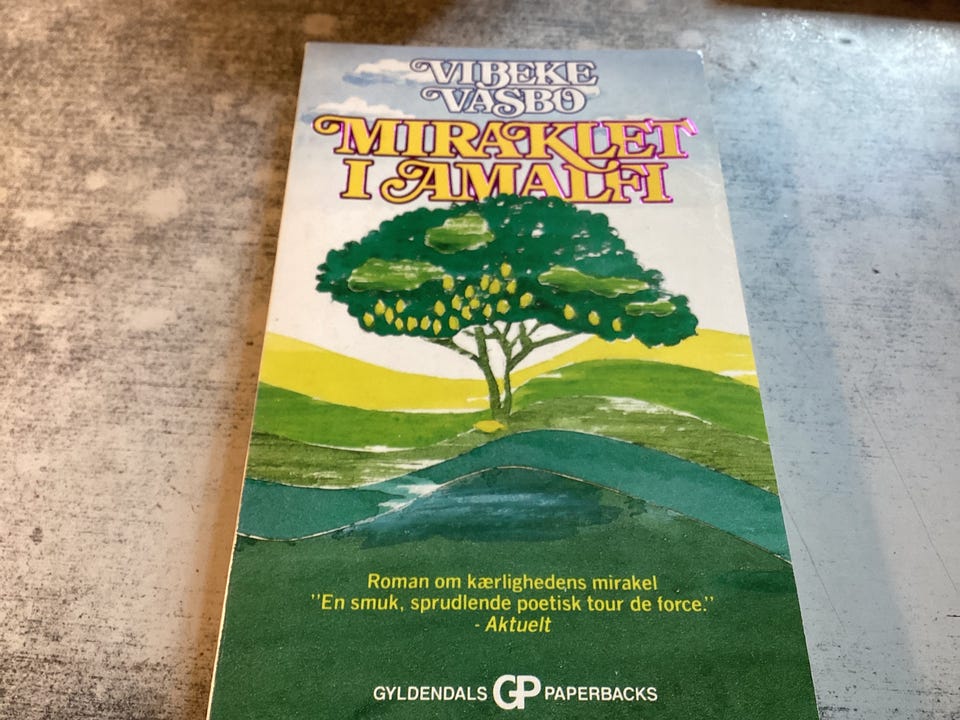 VIBEKE
VASBO
MIRAKLET
I AMALFI
Roman om kærlighedens mirakel
"En smuk, sprudlende poetisk tour de force."
- Aktuelt
GYLDENDALS GP PAPERBACKS